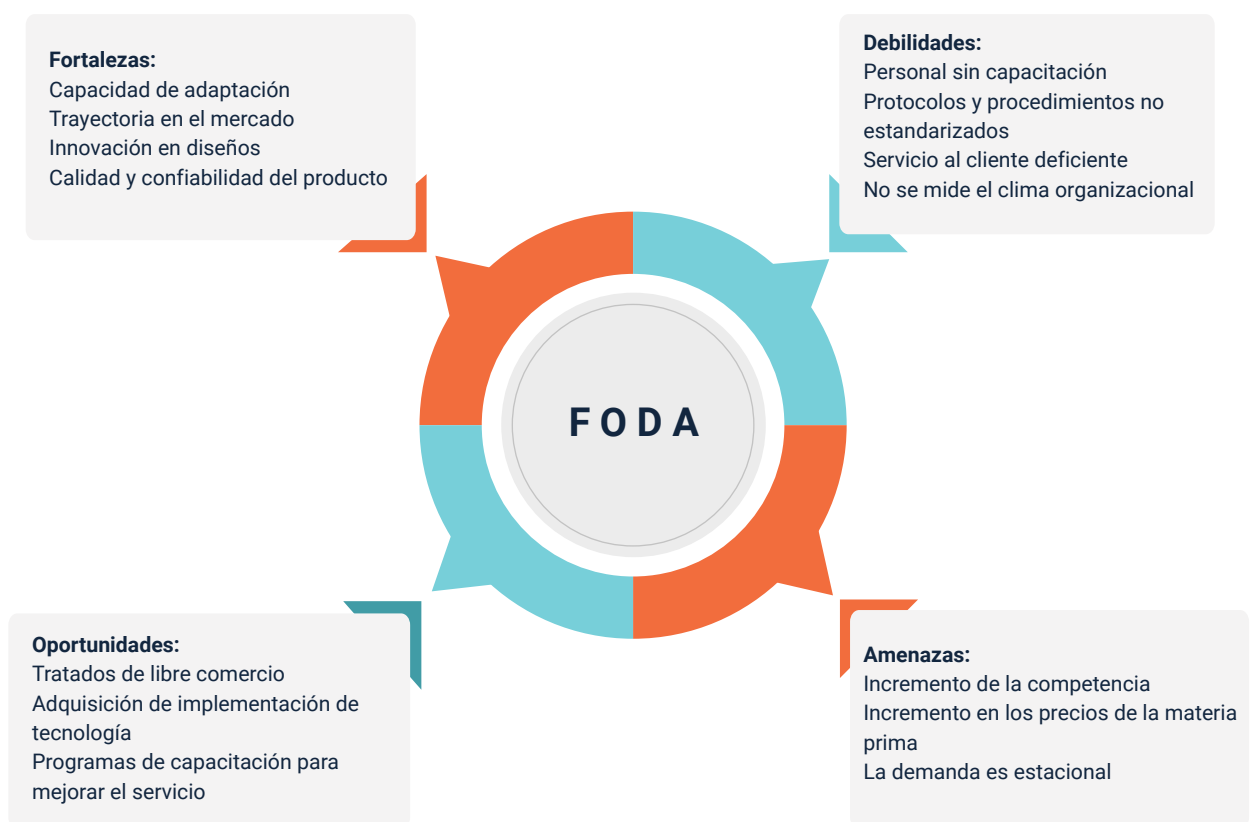 Fortalezas:
Capacidad de adaptación
Trayectoria en el mercado
Innovación en diseños
Calidad y confiabilidad del producto
Debilidades:
Personal sin capacitación
Protocolos y procedimientos no
estandarizados
Servicio al cliente deficiente
No se mide el clima organizacional
FODA
Oportunidades:
Tratados de libre comercio
Adquisición de implementación de
tecnología
Programas de capacitación para
mejorar el servicio
Amenazas:
Incremento de la competencia
Incremento en los precios de la materia
prima
La demanda es estacional